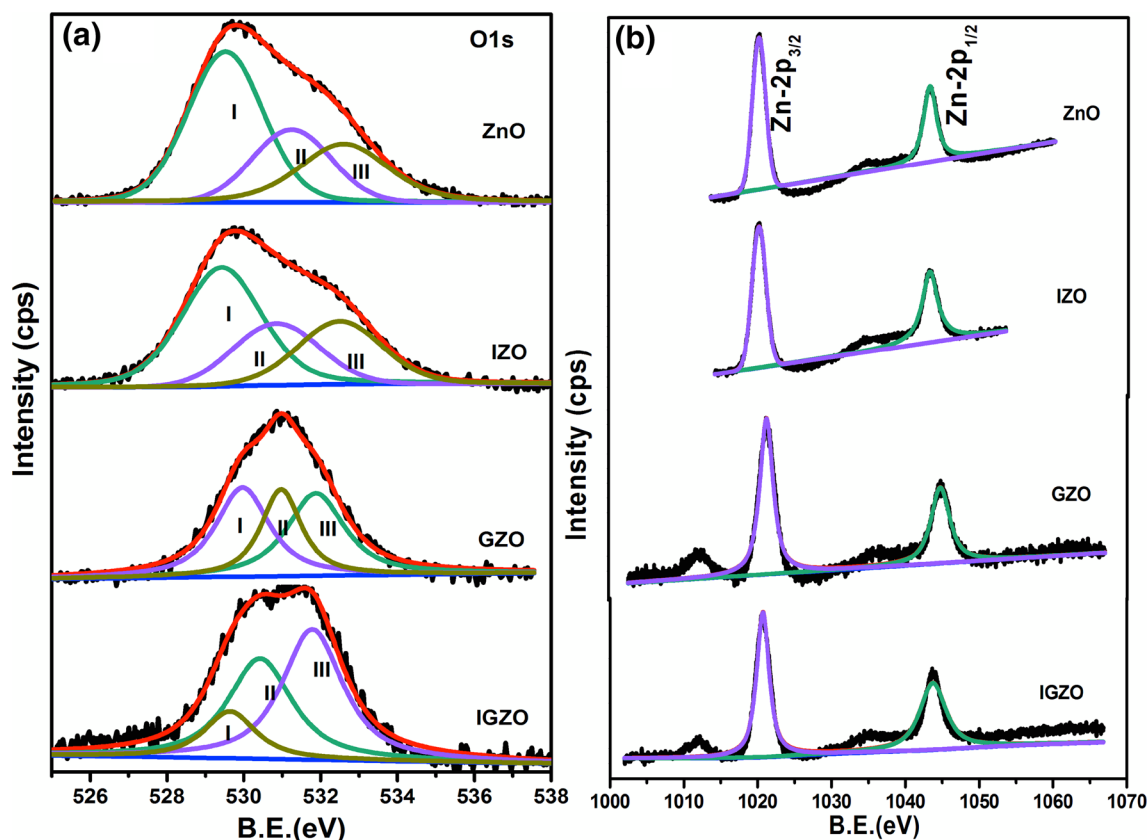 (a)
O1s
ZnO
I
II
III
IZO
I
II
III
GZO
I
II
III
IGZO
I
II
III
Intensity (cps)
526 528 530 532 534 536 538
B.E.(eV)
(b)
Zn-2p3/2
Zn-2p1/2
ZnO
IZO
GZO
IGZO
Intensity (cps)
1000 1010 1020 1030 1040 1050 1060 1070
B.E.(eV)